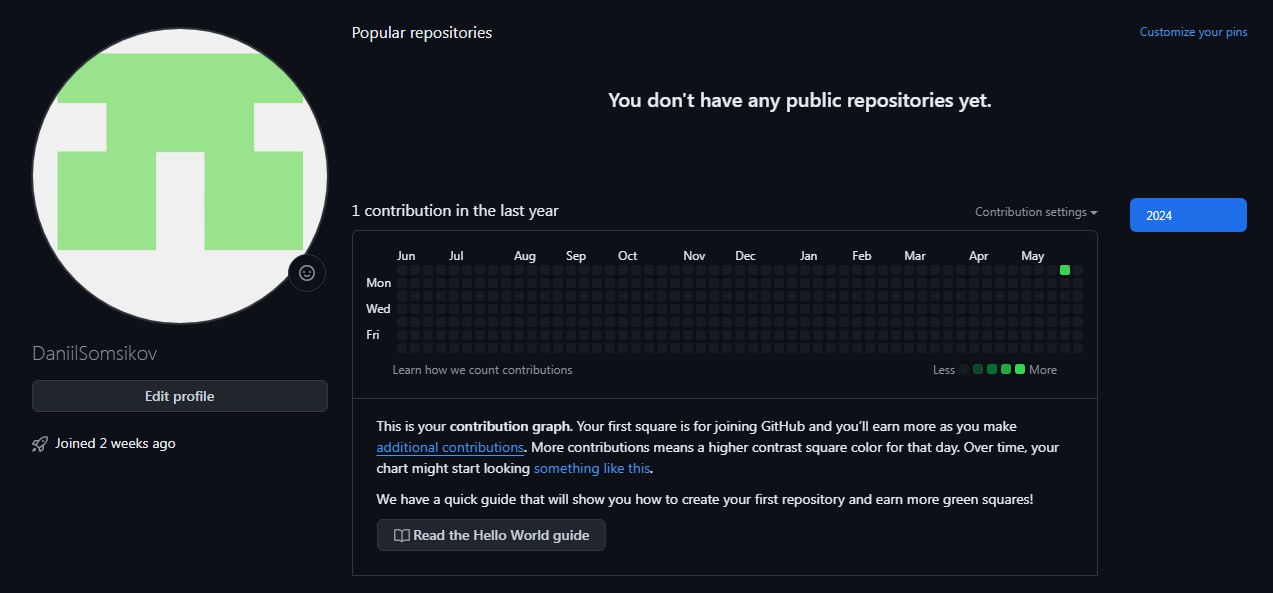 Popular repositories
Customize your pins
You don't have any public repositories yet.
1 contribution in the last year
Contribution settings
2024
Jun Jul Aug Sep Oct Nov Dec Jan Feb Mar Apr May
Mon
Wed
Fri
Learn how we count contributions
Less
More
This is your contribution graph. Your first square is for joining GitHub and you'll earn more as you make
additional contributions. More contributions means a higher contrast square color for that day. Over time, your
chart might start looking something like this.
We have a quick guide that will show you how to create your first repository and earn more green squares!
Read the Hello World guide
DaniilSomsikov
Edit profile
Joined 2 weeks ago